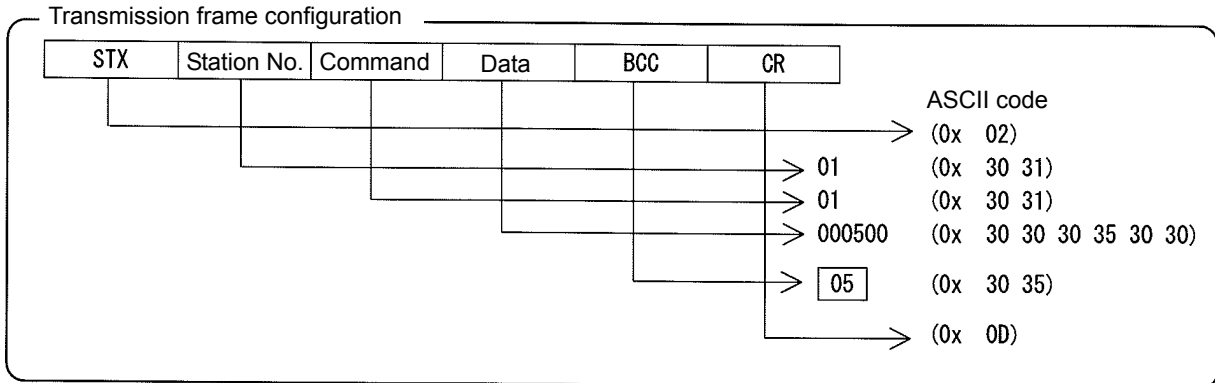 Transmission frame configuration
STX Station No. Command Data BCC CR
ASCII code
(0x 02)
01 (0x 30 31)
01 (0x 30 31)
000500 (0x 30 30 30 35 30 30)
05 (0x 30 35)
(0x 0D)